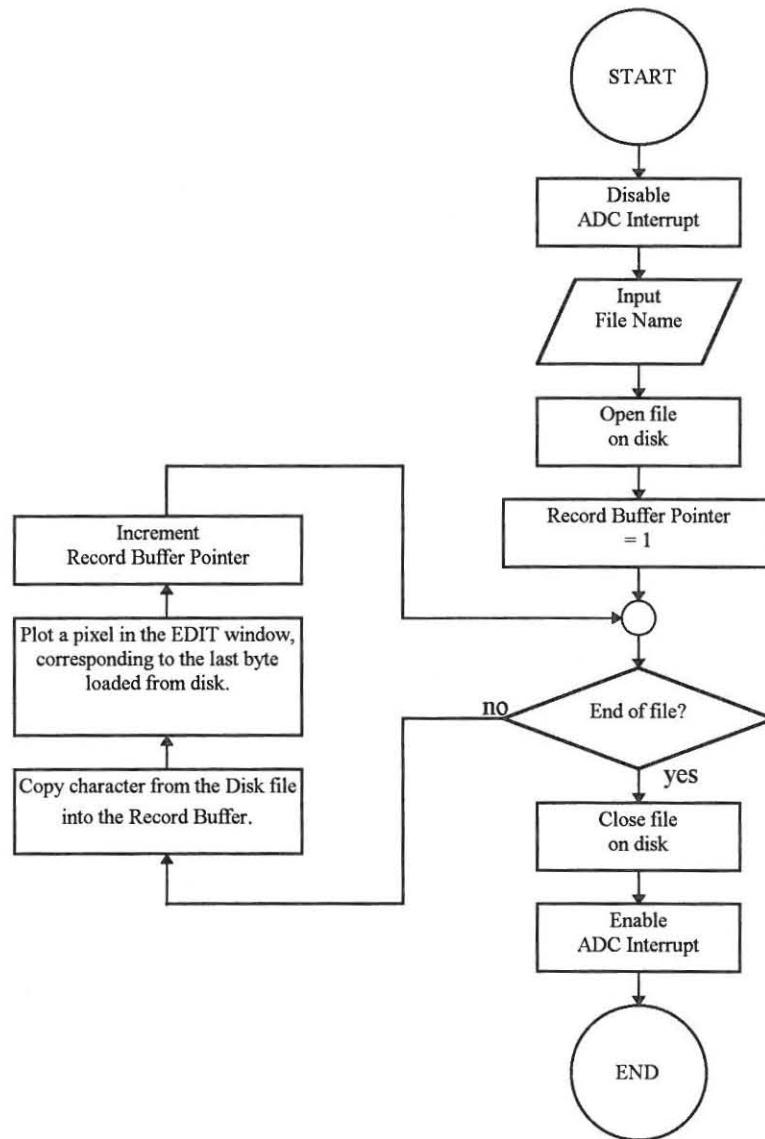 START
Disable
ADC Interrupt
Input
File Name
Open file
on disk
Record Buffer Pointer
= 1
End of file?
no
yes
Increment
Record Buffer Pointer
Plot a pixel in the EDIT window,
corresponding to the last byte
loaded from disk.
Copy character from the Disk file
into the Record Buffer.
Close file
on disk
Enable
ADC Interrupt
END